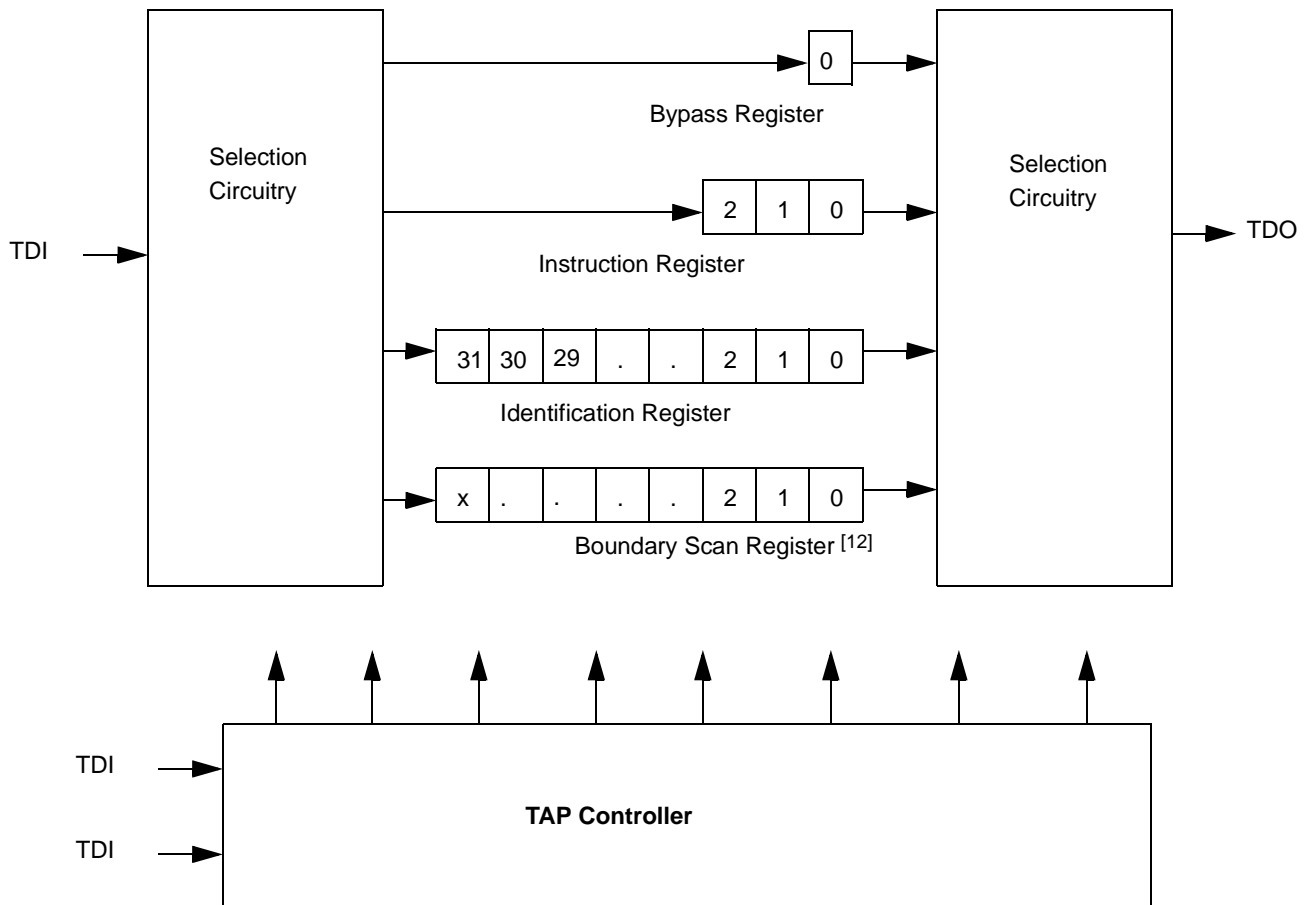 0
Bypass Register
Selection
Circuitry
Selection
Circuitry
2 1 0
TDI
TDO
Instruction Register
31 30 29 . . 2 1 0
Identification Register
x . . . . 2 1 0
Boundary Scan Register [12]
TDI
TAP Controller
TDI